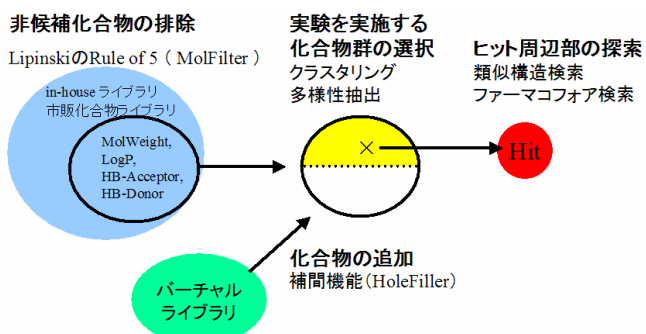 非候補化合物の排除
LipinskiのRule of 5 ( MolFilter )
in-house ライブラリ
市販化合物ライブラリ
MolWeight,
LogP,
HB-Acceptor,
HB-Donor
実験を実施する
化合物群の選択
クラスタリング
多様性抽出
×
ヒット周辺部の探索
類似構造検索
ファーマコフォア検索
Hit
化合物の追加
補間機能(HoleFiller)
バーチャル
ライブラリ